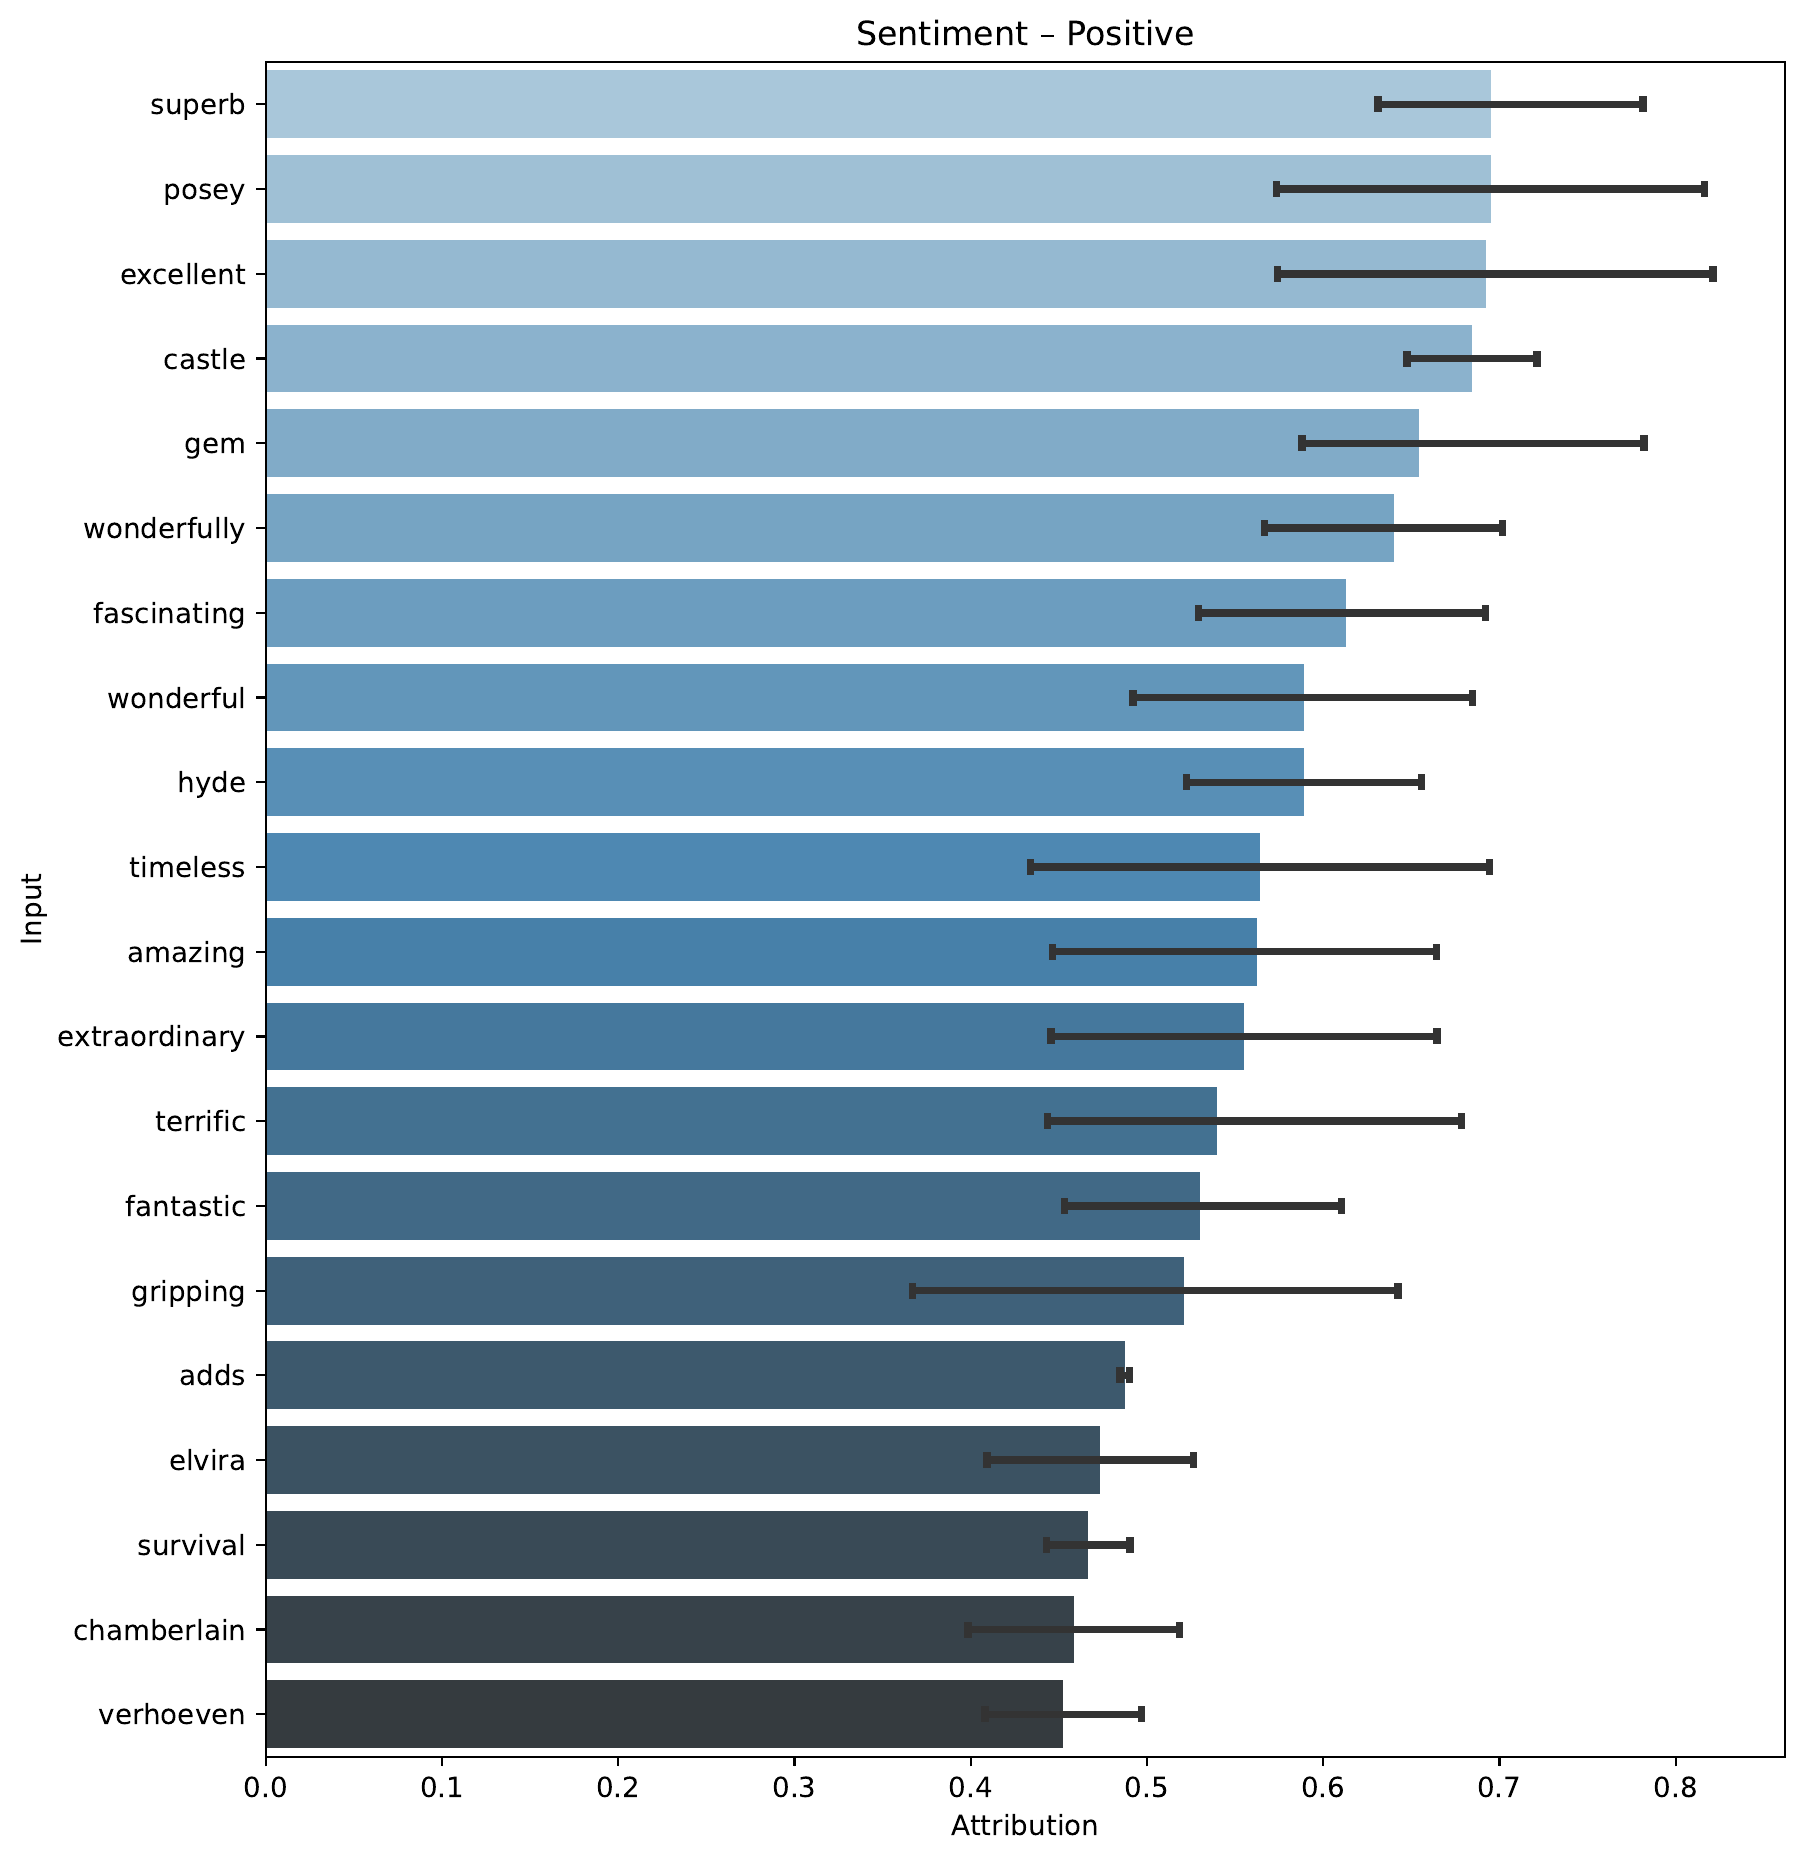 Sentiment – Positive
superb
posey
excellent
castle
gem
wonderfully
fascinating
wonderful
hyde
timeless
amazing
extraordinary
terrific
fantastic
gripping
adds
elvira
survival
chamberlain
verhoeven
Input
0.0 0.1 0.2 0.3 0.4 0.5 0.6 0.7 0.8
Attribution